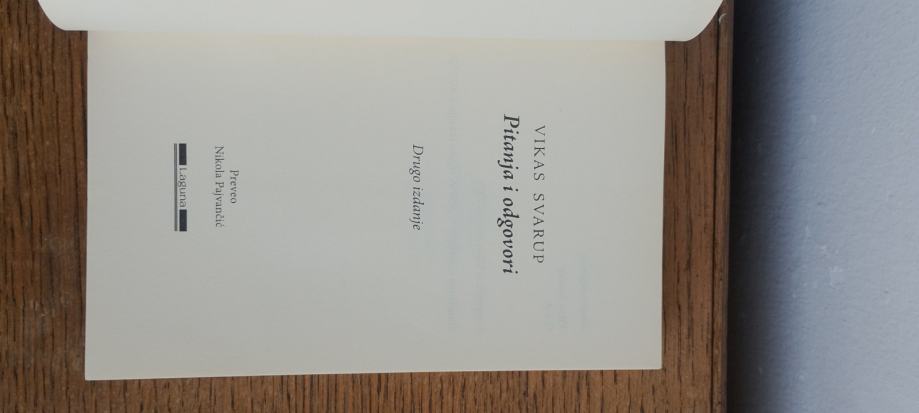 VIKAS SVARUP
Pitanja i odgovori
Drugo izdanje
Preveo
Nikola Pajvančić
Laguna